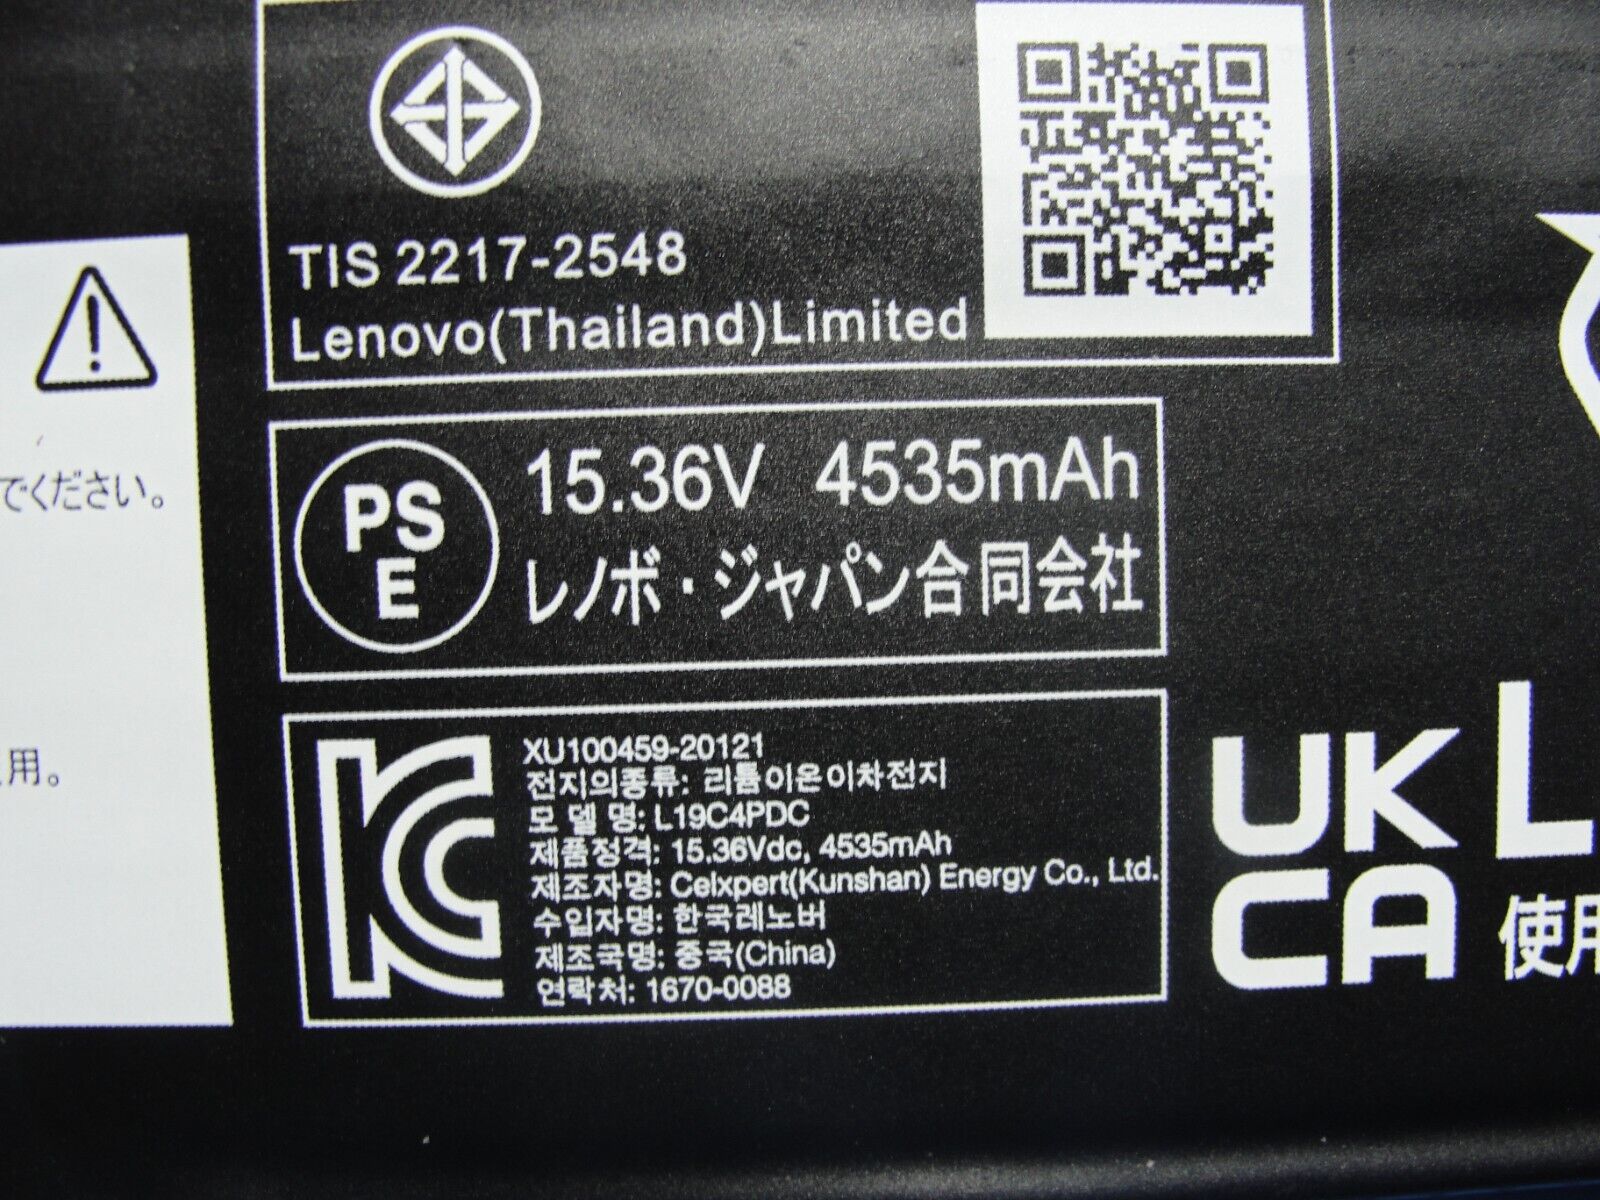 TIS 2217-2548
Lenovo(Thailand)Limited
でください。
用。
PS
E
15.36V 4535mAh
レノボ・ジャパン合同会社
XU100459-20121
전지의종류: 리튬이온이차전지
모 델 명: L19C4PDC
제품정격: 15.36Vdc, 4535mAh
제조자명: Celxpert(Kunshan) Energy Co., Ltd.
수입자명: 한국레노버
제조국명: 중국(China)
연락처: 1670-0088
UK
CA
L
使用